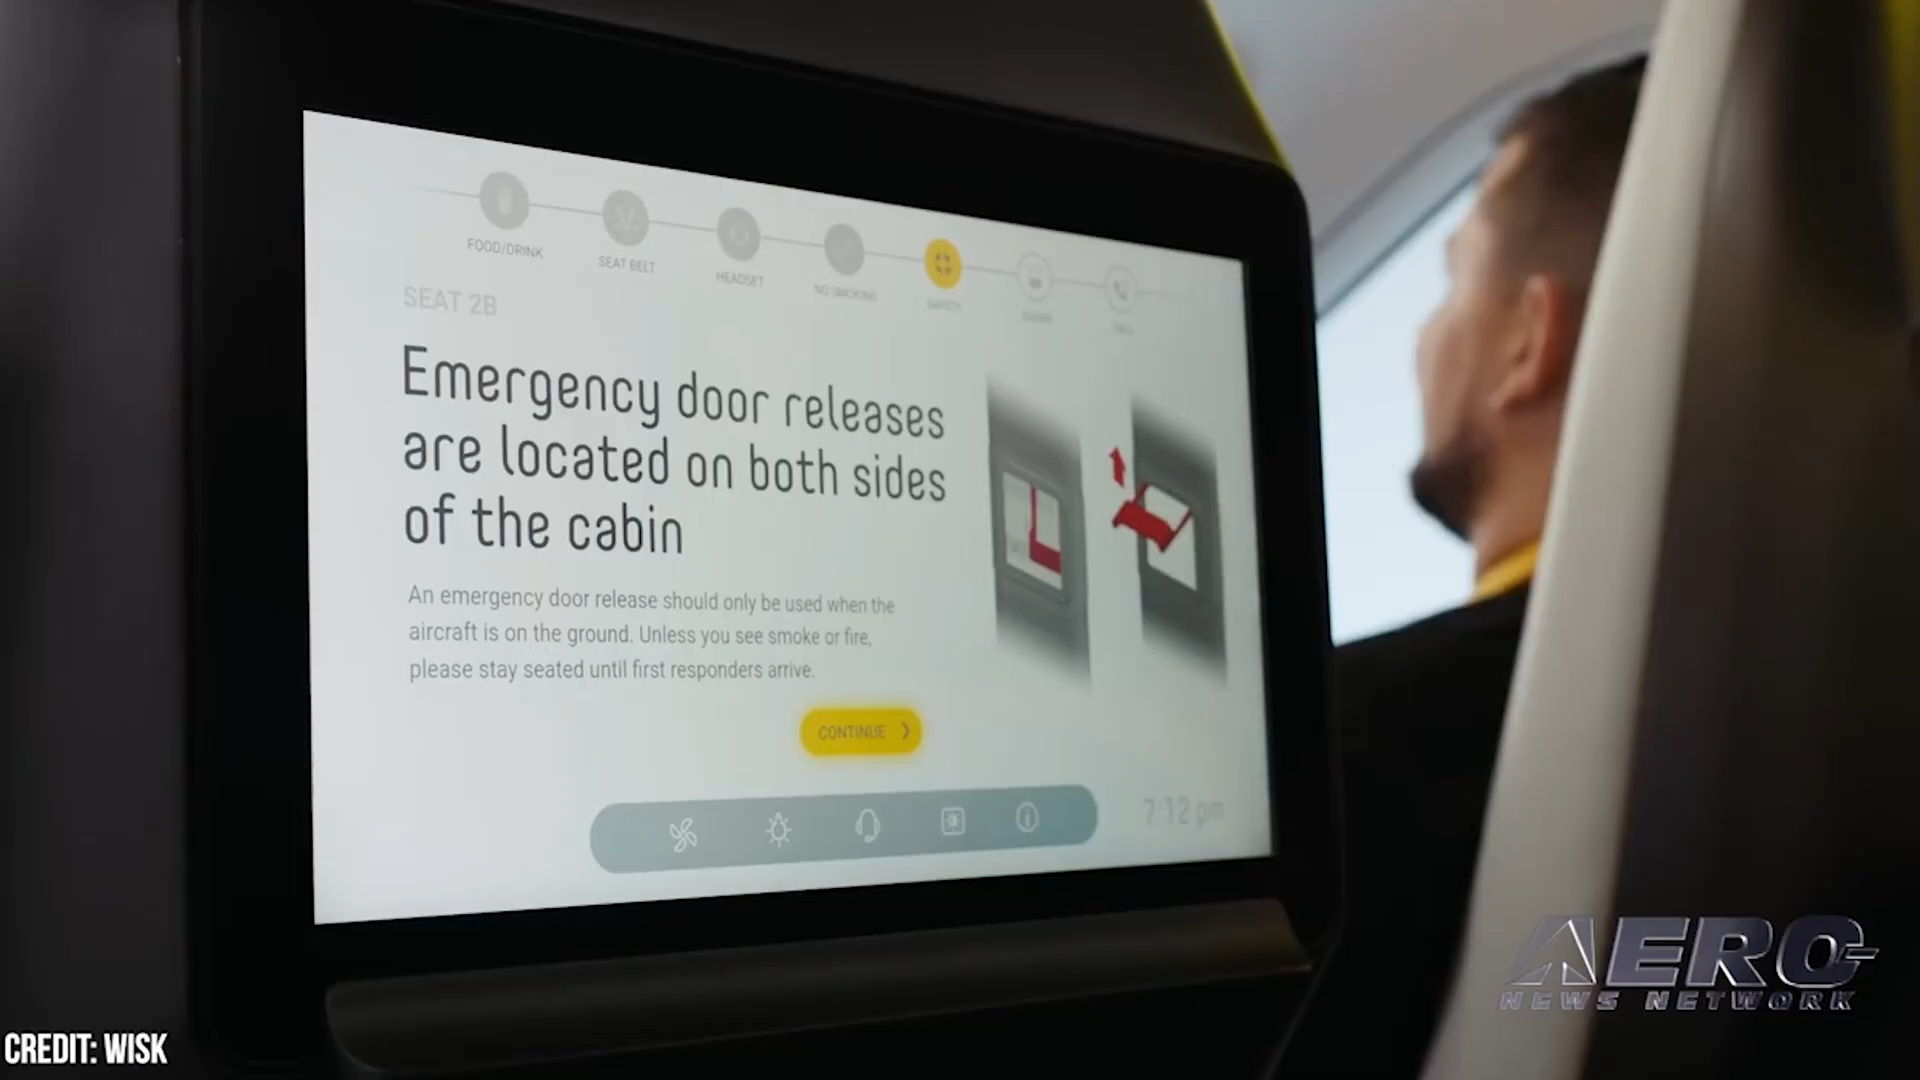 FOOD/DRINK
SEAT BELT
HEADSET
NO SMOKING
SAFETY
SEAT 2B
Emergency door releases
are located on both sides
of the cabin
An emergency door release should only be used when the
aircraft is on the ground. Unless you see smoke or fire,
please stay seated until first responders arrive.
CONTINUE
7:12 pm
AERO
NEWS NETWORK
CREDIT: WISK